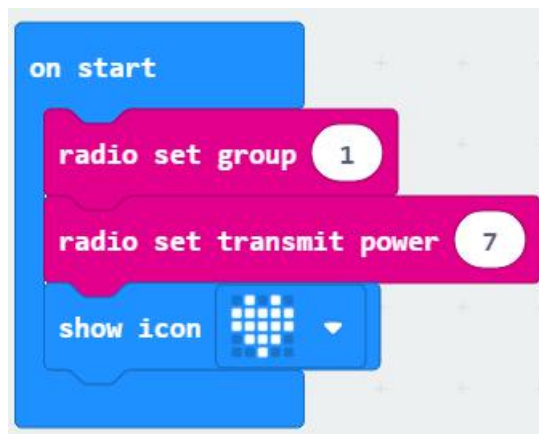 on start
radio set group 1
radio set transmit power 7
show icon